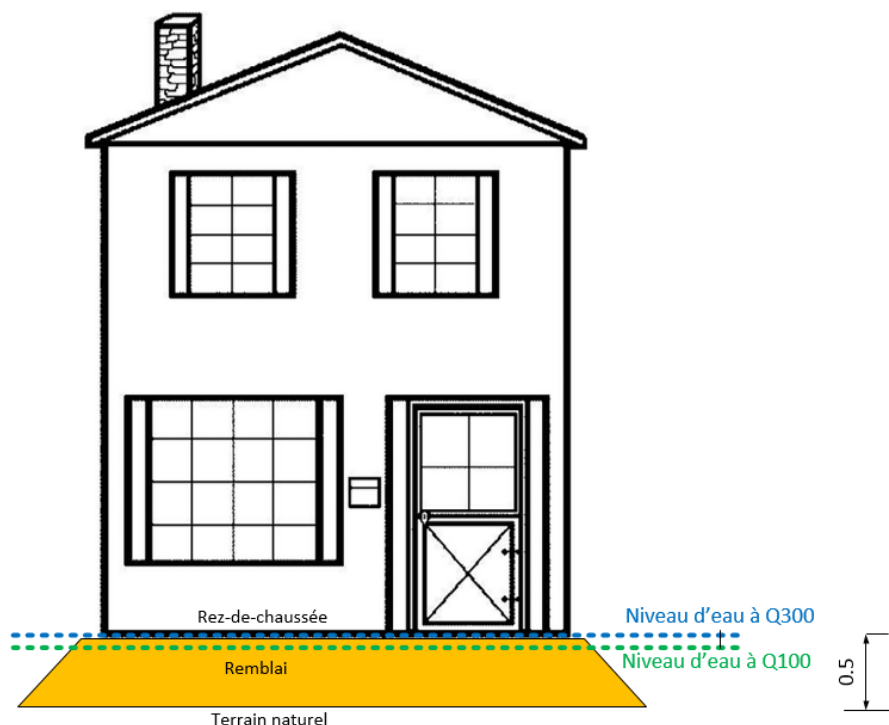 Rez-de-chaussée
Niveau d'eau à Q300
Niveau d'eau à Q100
Remblai
0.5
Terrain naturel